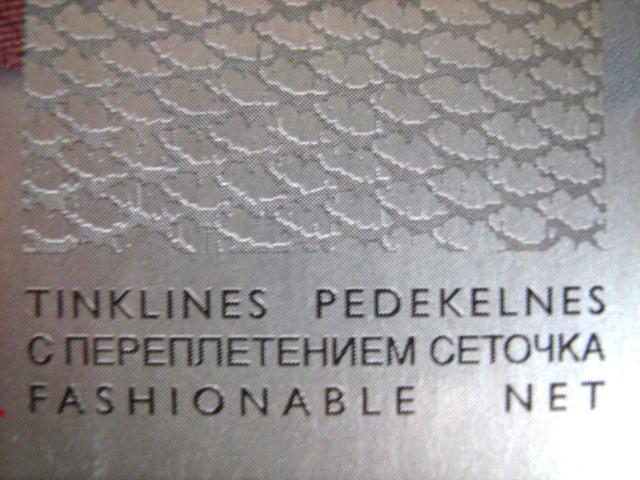 TINKLINES PEDEKELNES
С ПЕРЕПЛЕТЕНИЕМ СЕТОЧКА
FASHIONABLE NET